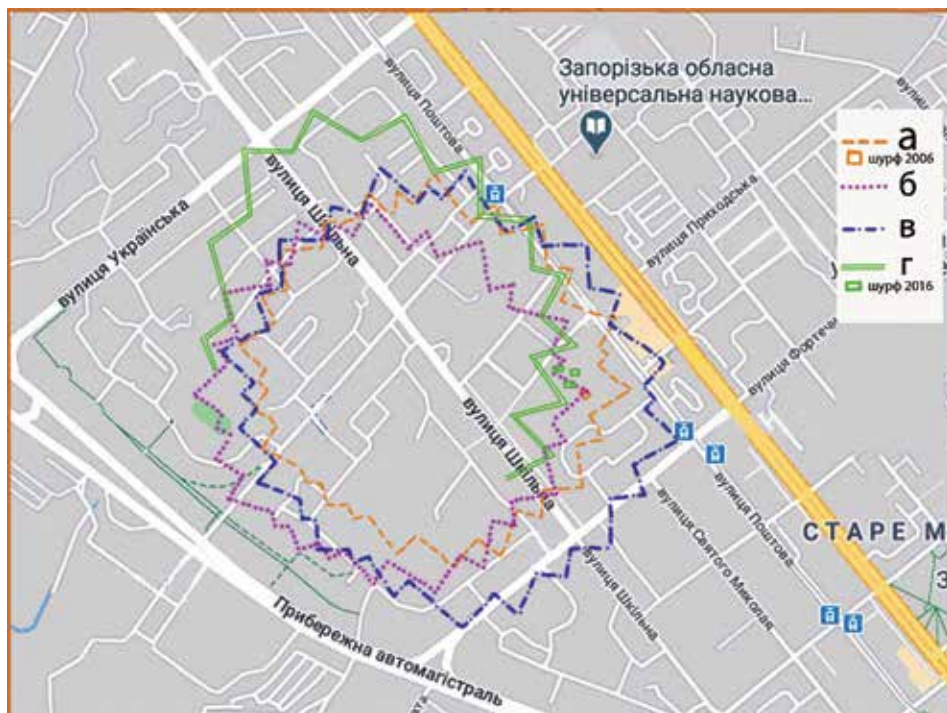 Запорізька обласна
універсальна наукова...
вулиця Поштова
вулиця Українська
вулиця Шкільна
вулиця Приходська
а
шурф 2006
б
в
г
шурф 2016
вулиця Фортечна
вулиця Шкільна
вулиця Поштова
вулиця Святого Миколая
вулиця Шкільна
СТАРЕ М
З
Прибережна автомагістраль